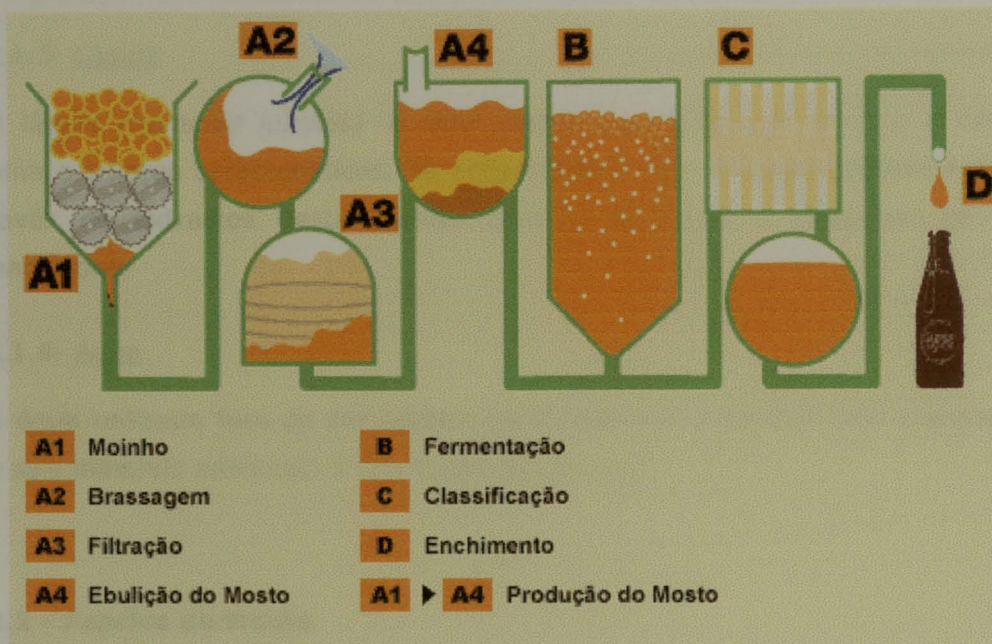 A2 A4 B C
D
A3
A1
A1 Moinho B Fermentação
A2 Brassagem C Classificação
A3 Filtração D Enchimento
A4 Ebulição do Mosto A1 ▶ A4 Produção do Mosto